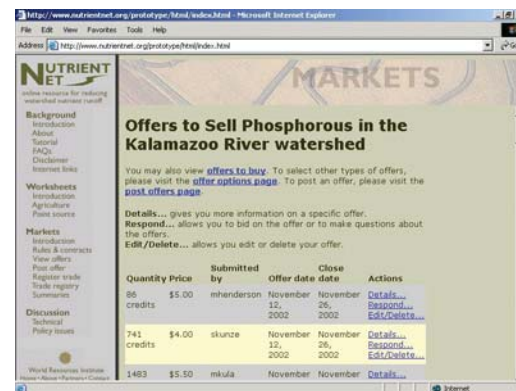 http://www.nutrientnet.org/prototype/html/index.html - Microsoft Internet Explorer
File Edit View Favorites Tools Help
Address http://www.nutrientnet.org/prototype/html/index.html
NUTRIENT
NET
online resource for reducing
watershed nutrient runoff
Background
Introduction
About
Tutorial
FAQs
Disclaimer
Internet links
Worksheets
Introduction
Agriculture
Point source
Markets
Introduction
Rules & contracts
View offers
Post offer
Register trade
Trade registry
Summaries
Discussion
Technical
Policy issues
World Resources Institute
Home • About • Partners • Contact
MARKETS
Offers to Sell Phosphorous in the
Kalamazoo River watershed
You may also view offers to buy. To select other types of offers,
please visit the offer options page. To post an offer, please visit the
post offers page.
Details... gives you more information on a specific offer.
Respond... allows you to bid on the offer or to make questions about
the offers.
Edit/Delete... allows you edit or delete your offer.
Quantity Price Submitted by Offer date Close date Actions
86 credits $5.00 mhenderson November 12, 2002 November 26, 2002 Details... Respond... Edit/Delete...
741 credits $4.00 skunze November 12, 2002 November 26, 2002 Details... Respond... Edit/Delete...
1483 $5.50 mkula November November Details...
Internet